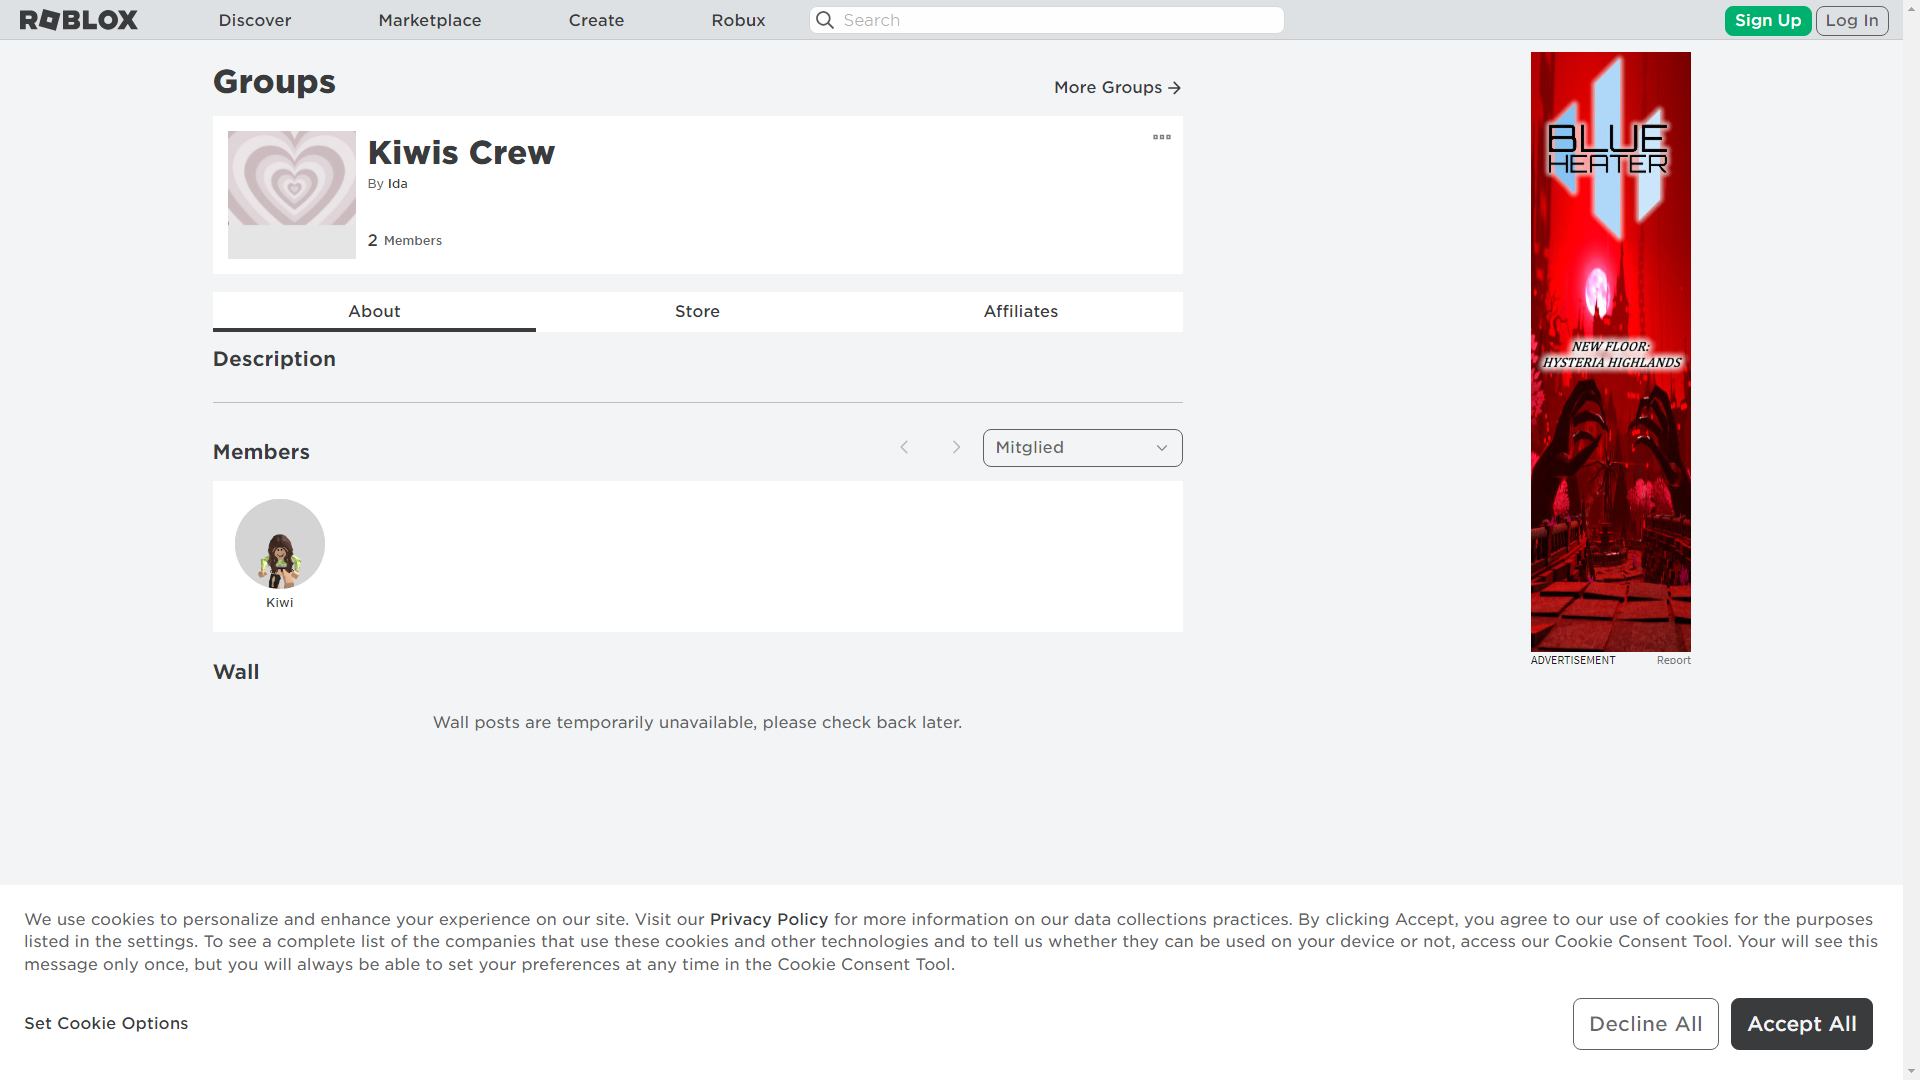 ROBLOX
Discover
Marketplace
Create
Robux
Search
Sign Up
Log In
Groups
More Groups
Kiwis Crew
By Ida
2 Members
About
Store
Affiliates
Description
Members
Mitglied
Kiwi
Wall
Wall posts are temporarily unavailable, please check back later.
BLUE
HEATER
NEW FLOOR:
HYSTERIA HIGHLANDS
ADVERTISEMENT
Report
We use cookies to personalize and enhance your experience on our site. Visit our Privacy Policy for more information on our data collections practices. By clicking Accept, you agree to our use of cookies for the purposes
listed in the settings. To see a complete list of the companies that use these cookies and other technologies and to tell us whether they can be used on your device or not, access our Cookie Consent Tool. Your will see this
message only once, but you will always be able to set your preferences at any time in the Cookie Consent Tool.
Set Cookie Options
Decline All
Accept All